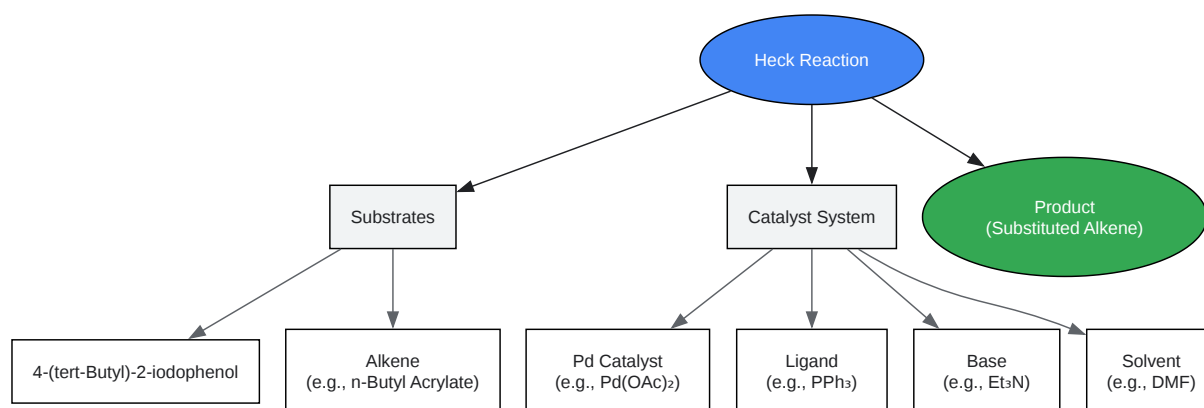 Heck Reaction
Substrates
Catalyst System
Product
(Substituted Alkene)
4-(tert-Butyl)-2-iodophenol
Alkene
(e.g., n-Butyl Acrylate)
Pd Catalyst
(e.g., Pd(OAc)₂)
Ligand
(e.g., PPh₃)
Base
(e.g., Et₃N)
Solvent
(e.g., DMF)